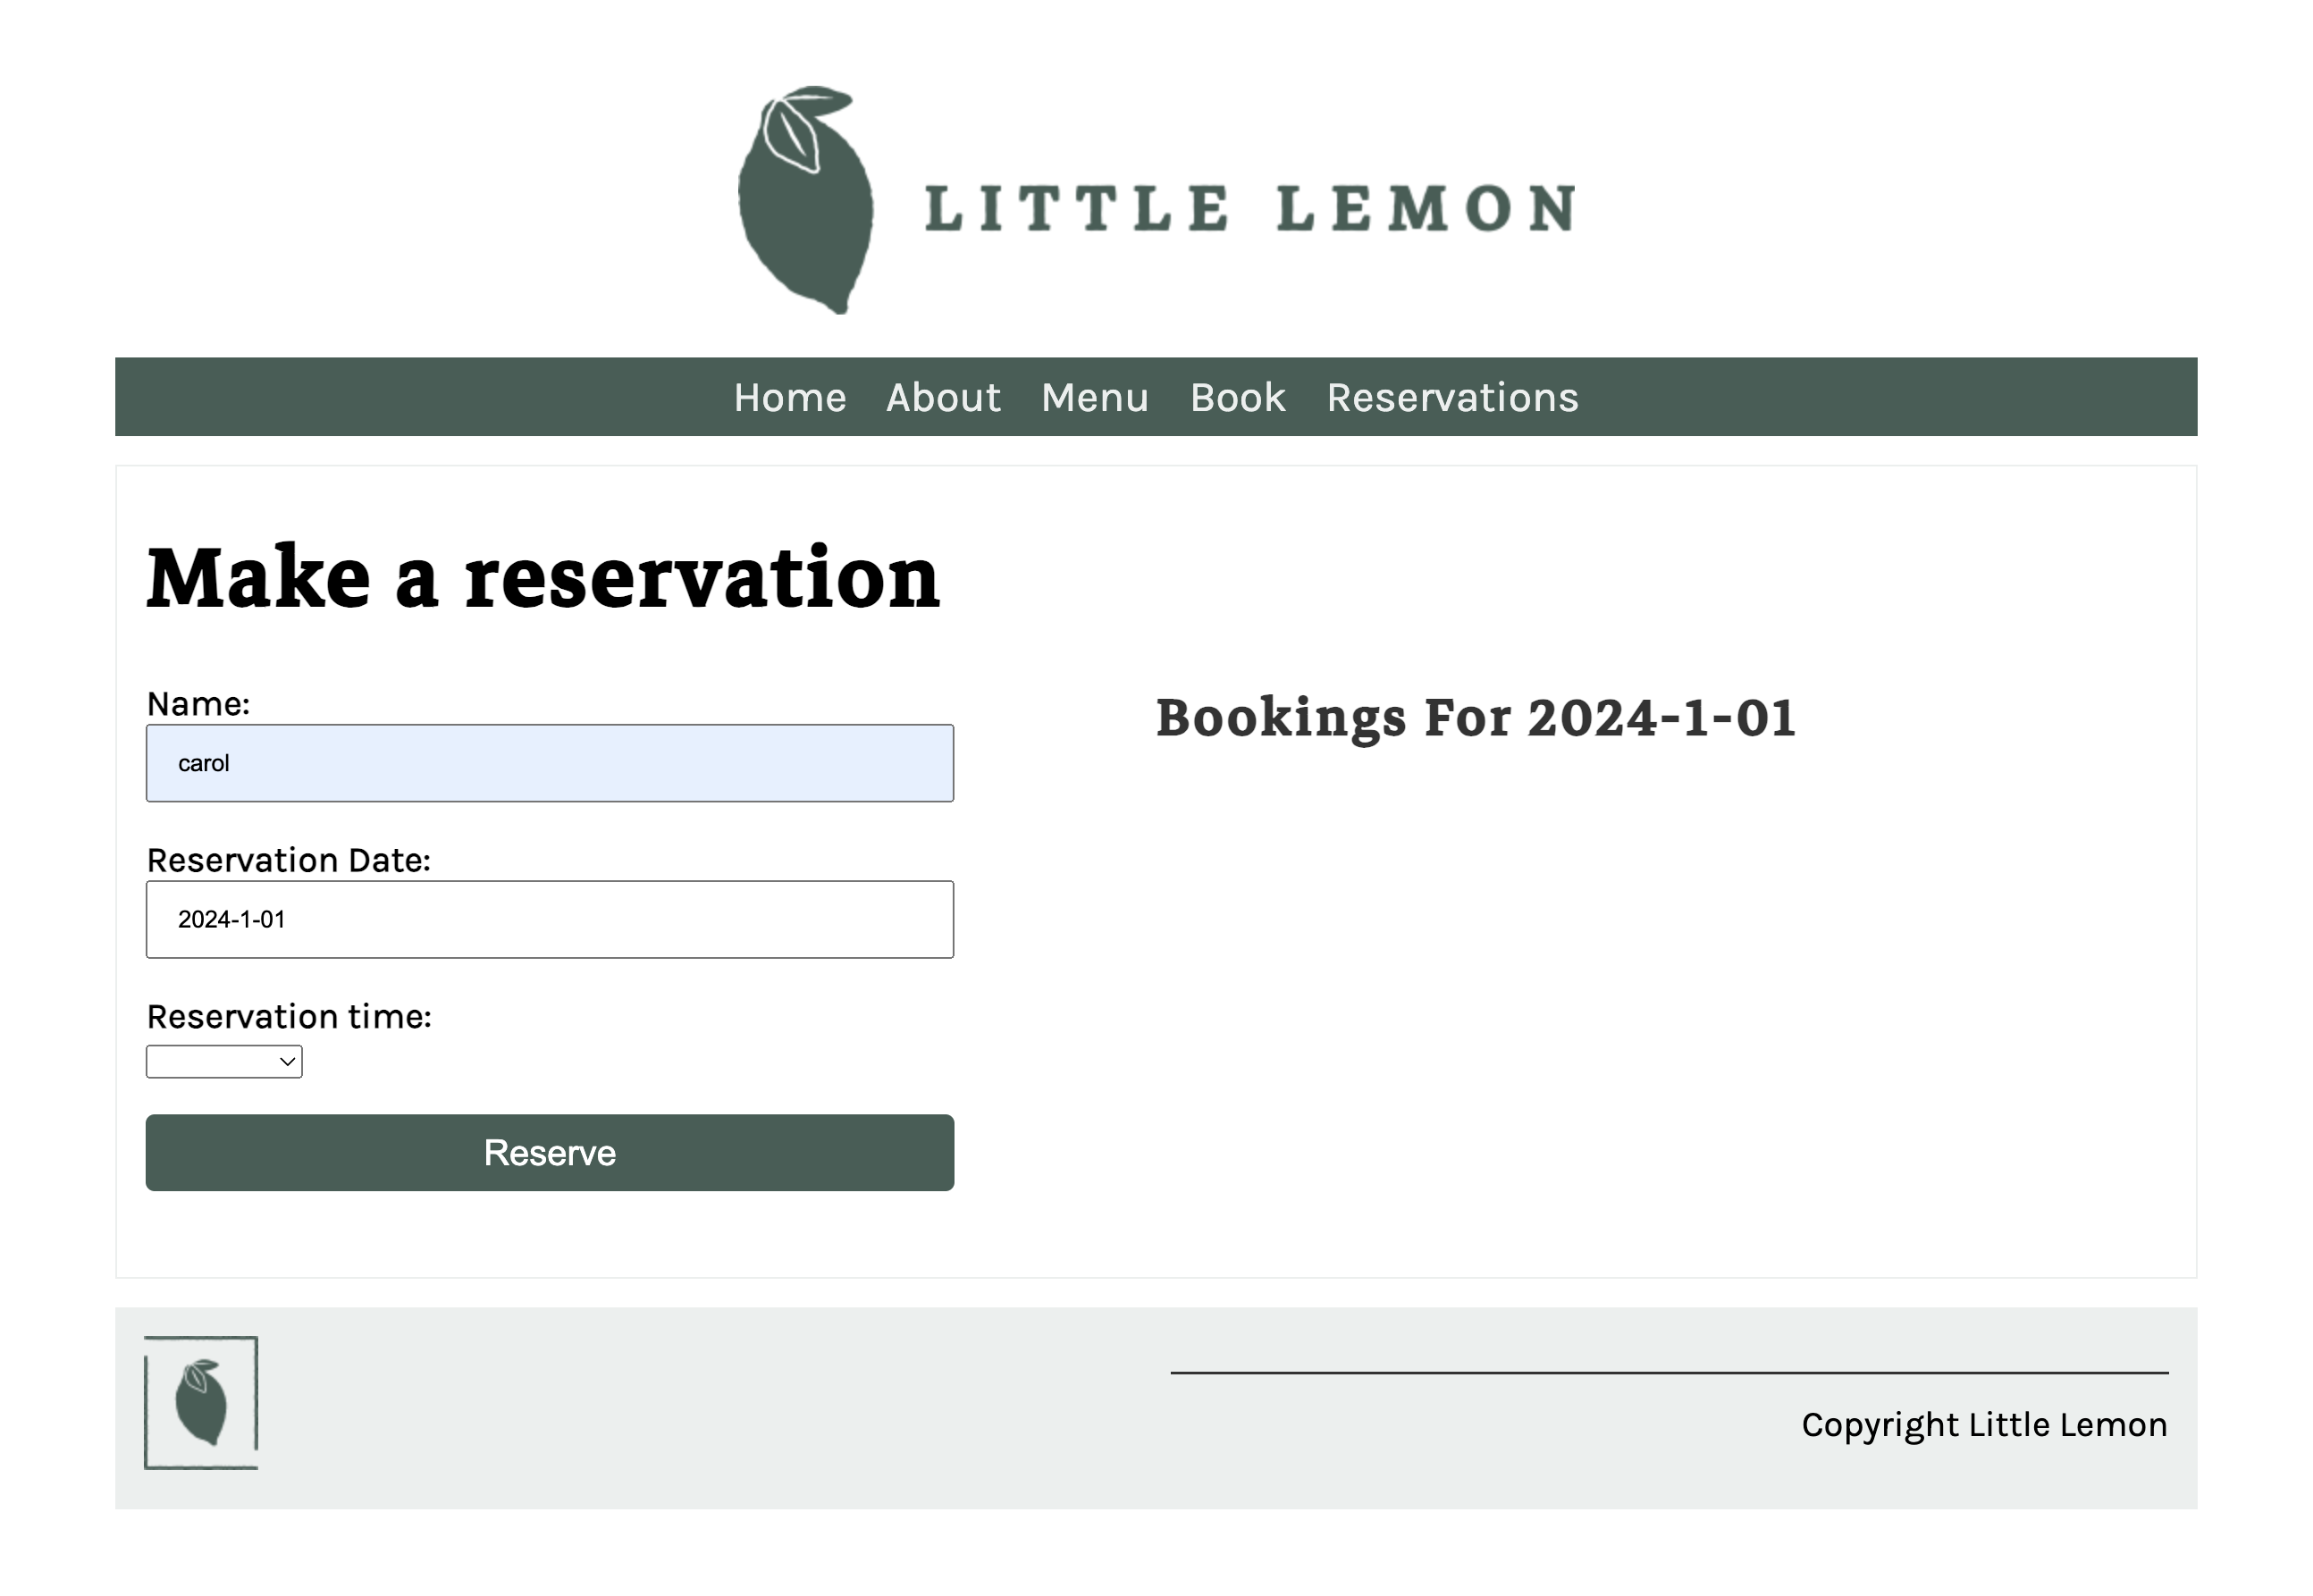 LITTLE LEMON
Home About Menu Book Reservations
Make a reservation
Name:
carol
Reservation Date:
2024-1-01
Reservation time:
Reserve
Bookings For 2024-1-01
Copyright Little Lemon